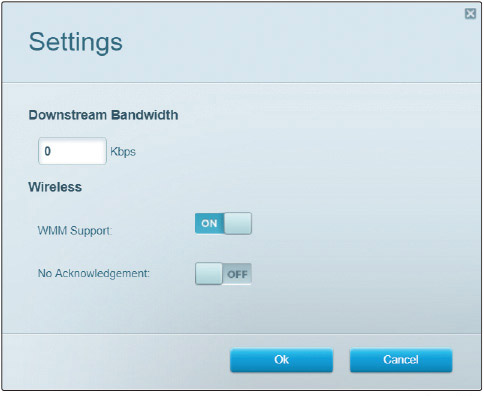 Settings
Downstream Bandwidth
0 Kbps
Wireless
WMM Support: ON
No Acknowledgement: OFF
Ok Cancel